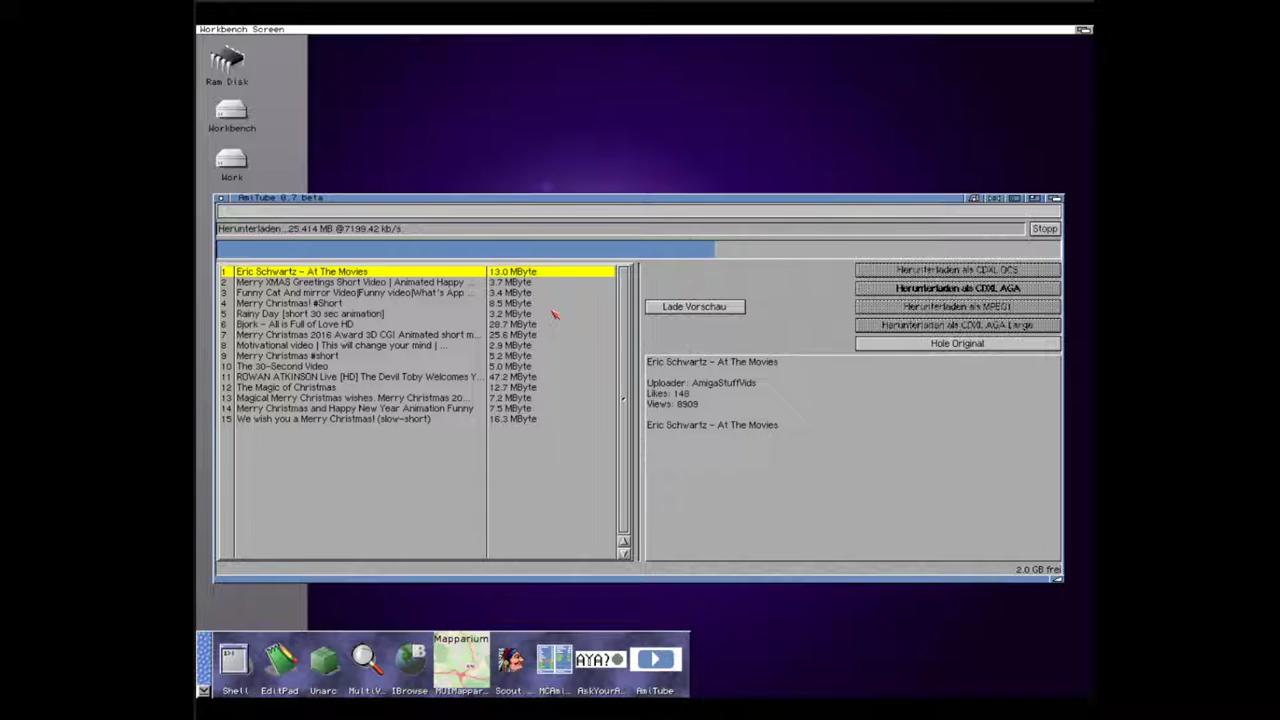 Workbench Screen
Ram Disk
Workbench
Work
AmiTube 0.7 beta
Herunterladen...25.414 MB @7199.42 kb/s
Stopp
1 Eric Schwartz - At The Movies 13.0 MByte
2 Merry XMAS Greetings Short Video | Animated Happy ... 3.7 MByte
3 Funny Cat And mirror Video|Funny video|What's App ... 3.4 MByte
4 Merry Christmas! #Short 8.5 MByte
5 Rainy Day [short 30 sec animation] 3.2 MByte
6 Bjork - All is Full of Love HD 28.7 MByte
7 Merry Christmas 2016 Award 3D CGI Animated short m... 25.6 MByte
8 Motivational video | This will change your mind | ... 2.9 MByte
9 Merry Christmas #short 5.2 MByte
10 The 30-Second Video 5.0 MByte
11 ROWAN ATKINSON Live [HD] The Devil Toby Welcomes Y... 47.2 MByte
12 The Magic of Christmas 12.7 MByte
13 Magical Merry Christmas wishes. Merry Christmas 20... 7.2 MByte
14 Merry Christmas and Happy New Year Animation Funny 7.5 MByte
15 We wish you a Merry Christmas! (slow-short) 16.3 MByte
Lade Vorschau
Herunterladen als CDXL OCS
Herunterladen als CDXL AGA
Herunterladen als MPEG1
Herunterladen als CDXL AGA Large
Hole Original
Eric Schwartz - At The Movies
Uploader: AmigaStuffVids
Likes: 148
Views: 8909
Eric Schwartz - At The Movies
2.0 GB frei
Mapparium
AYA?
Shell
EditPad
Unarc
MultiV...
IBrowse
MUIMappar...
Scout...
MCAmi...
AskYourA...
AmiTube